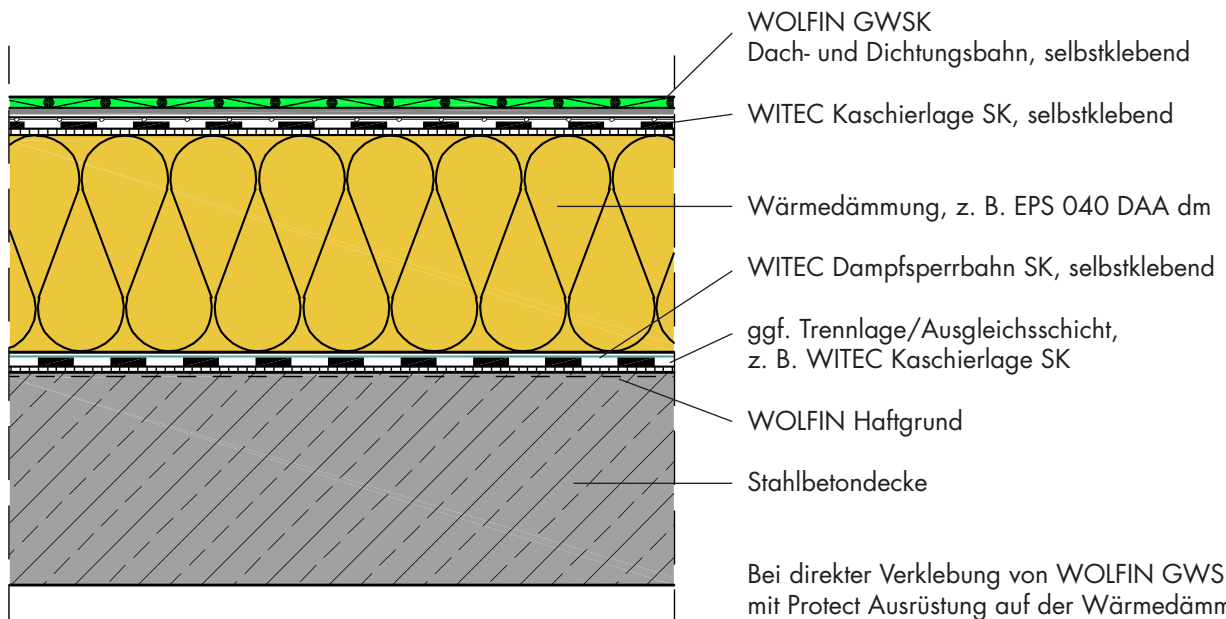 WOLFIN GWSK
Dach- und Dichtungsbahn, selbstklebend
WITEC Kaschierlage SK, selbstklebend
Wärmedämmung, z. B. EPS 040 DAA dm
WITEC Dampfsperrbahn SK, selbstklebend
ggf. Trennlage/Ausgleichsschicht,
z. B. WITEC Kaschierlage SK
WOLFIN Haftgrund
Stahlbetondecke
Bei direkter Verklebung von WOLFIN GWS
mit Protect Ausrüstung auf der Wärmedämm